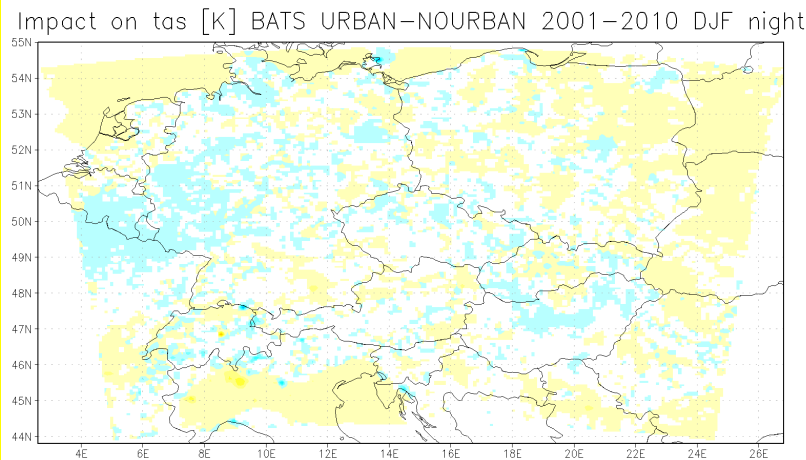 Impact on tas [K] BATS URBAN-NOURBAN 2001-2010 DJF night
55N
54N
53N
52N
51N
50N
49N
48N
47N
46N
45N
44N
4E 6E 8E 10E 12E 14E 16E 18E 20E 22E 24E 26E